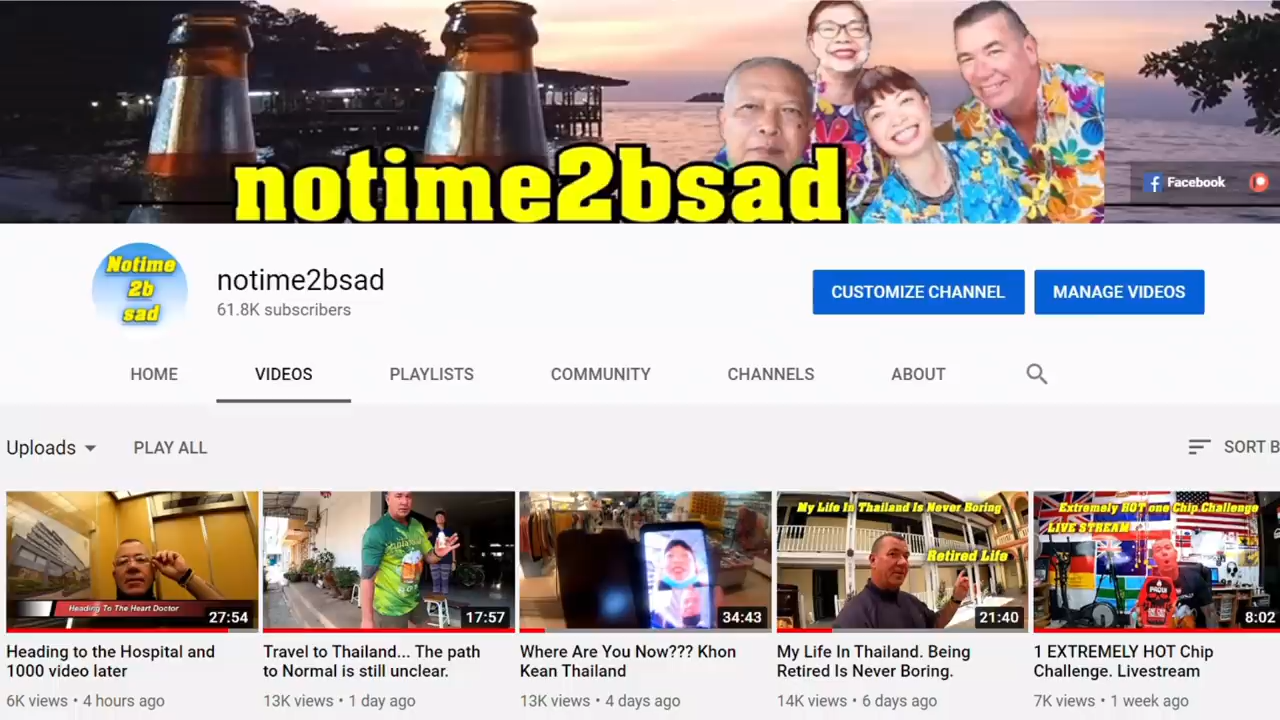 notime2bsad
Facebook
Notime
2b
sad
notime2bsad
61.8K subscribers
CUSTOMIZE CHANNEL
MANAGE VIDEOS
HOME
VIDEOS
PLAYLISTS
COMMUNITY
CHANNELS
ABOUT
Uploads
PLAY ALL
SORT B
Heading To The Heart Doctor
27:54
17:57
34:43
My Life In Thailand Is Never Boring
Retired Life
21:40
Extremely HOT one Chip Challenge
LIVE STREAM
8:02
Heading to the Hospital and
1000 video later
6K views • 4 hours ago
Travel to Thailand... The path
to Normal is still unclear.
13K views • 1 day ago
Where Are You Now??? Khon
Kean Thailand
13K views • 4 days ago
My Life In Thailand. Being
Retired Is Never Boring.
14K views • 6 days ago
1 EXTREMELY HOT Chip
Challenge. Livestream
7K views • 1 week ago